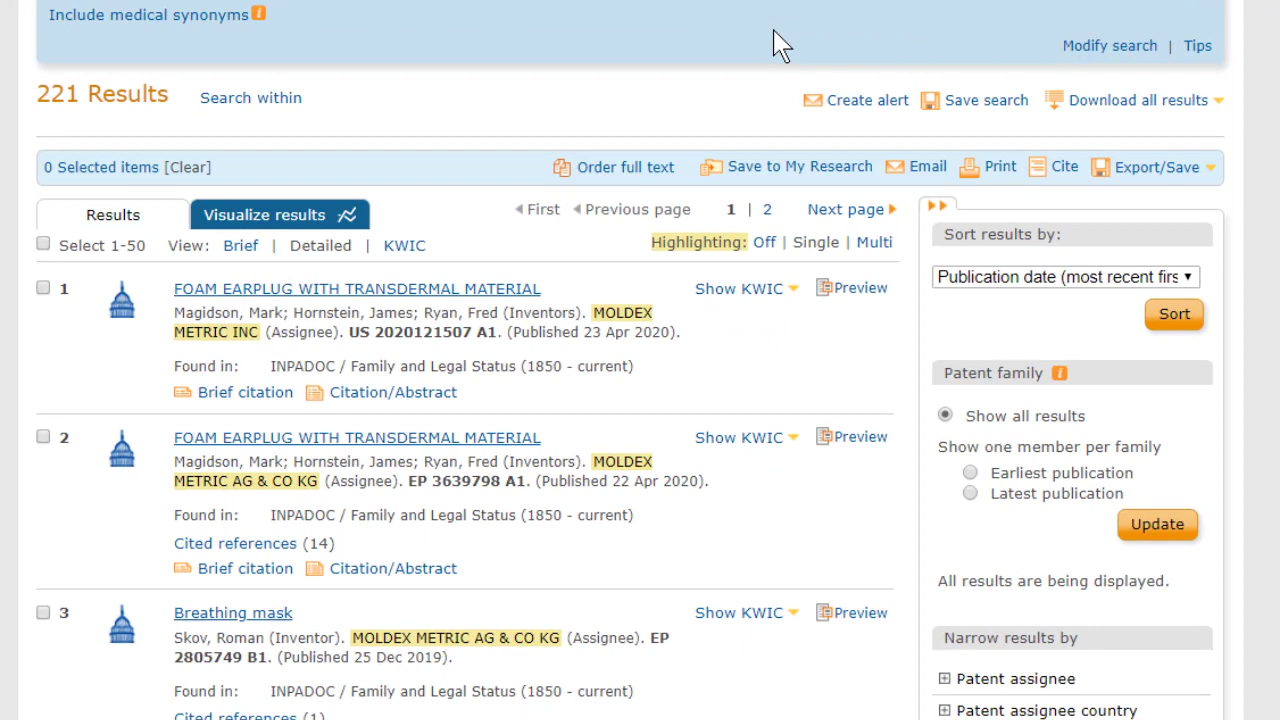 Include medical synonyms i
Modify search | Tips
221 Results Search within
Create alert Save search Download all results
0 Selected items [Clear] Order full text Save to My Research Email Print Cite Export/Save
Results Visualize results First Previous page 1 | 2 Next page
Select 1-50 View: Brief | Detailed | KWIC Highlighting: Off | Single | Multi
1 FOAM EARPLUG WITH TRANSDERMAL MATERIAL Show KWIC Preview
Magidson, Mark; Hornstein, James; Ryan, Fred (Inventors). MOLDEX
METRIC INC (Assignee). US 2020121507 A1. (Published 23 Apr 2020).
Found in: INPADOC / Family and Legal Status (1850 - current)
Brief citation Citation/Abstract
2 FOAM EARPLUG WITH TRANSDERMAL MATERIAL Show KWIC Preview
Magidson, Mark; Hornstein, James; Ryan, Fred (Inventors). MOLDEX
METRIC AG & CO KG (Assignee). EP 3639798 A1. (Published 22 Apr 2020).
Found in: INPADOC / Family and Legal Status (1850 - current)
Cited references (14)
Brief citation Citation/Abstract
3 Breathing mask Show KWIC Preview
Skov, Roman (Inventor). MOLDEX METRIC AG & CO KG (Assignee). EP
2805749 B1. (Published 25 Dec 2019).
Found in: INPADOC / Family and Legal Status (1850 - current)
Cited references (1)
Sort results by:
Publication date (most recent firs
Sort
Patent family i
Show all results
Show one member per family
Earliest publication
Latest publication
Update
All results are being displayed.
Narrow results by
Patent assignee
Patent assignee country